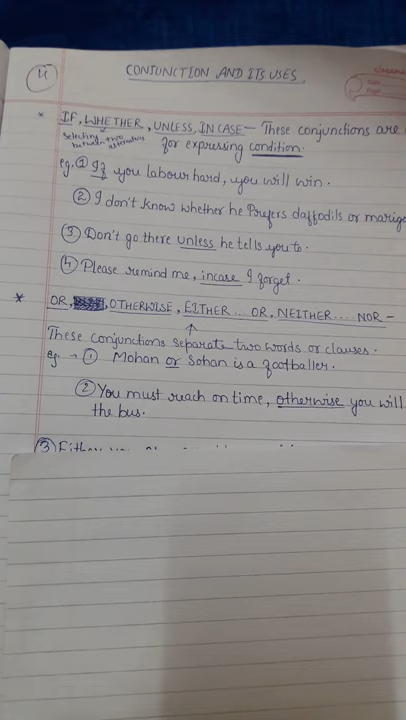 4
CONJUNCTION AND ITS USES
* IF, WHETHER, UNLESS, IN CASE - These conjunctions are
selecting between two alternatives
for expressing condition.
eg. ① If you labour hard, you will win.
② I don't know whether he Prefers daffodils or
③ Don't go there unless he tells you to.
④ Please remind me, incase I forget.
* OR, OTHERWISE, EITHER... OR, NEITHER.... NOR -
These conjunctions separate two words or clauses.
eg. → ① Mohan or Sohan is a footballer.
② You must reach on time, otherwise you will
the bus.
③